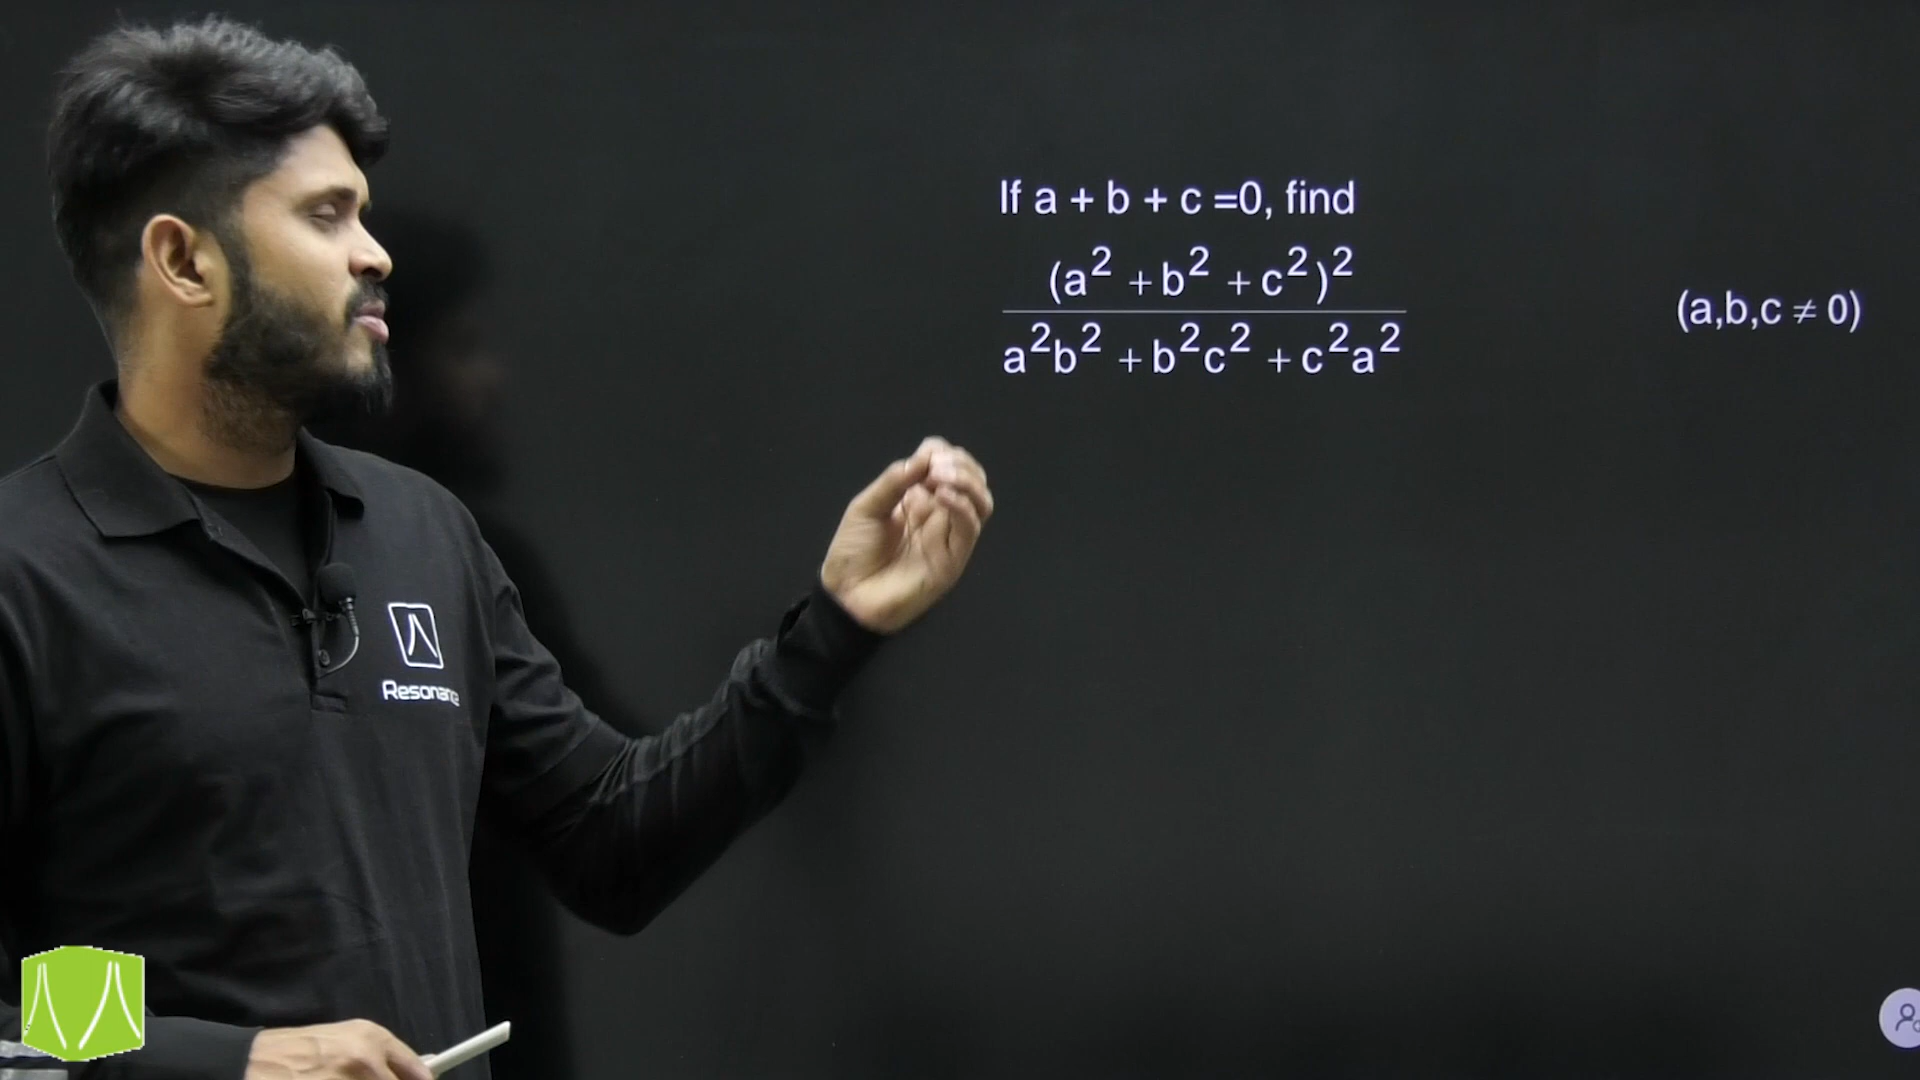 If a + b + c =0, find
(a² + b² + c²)²
a²b² + b²c² + c²a²
(a,b,c ≠ 0)
Resonance